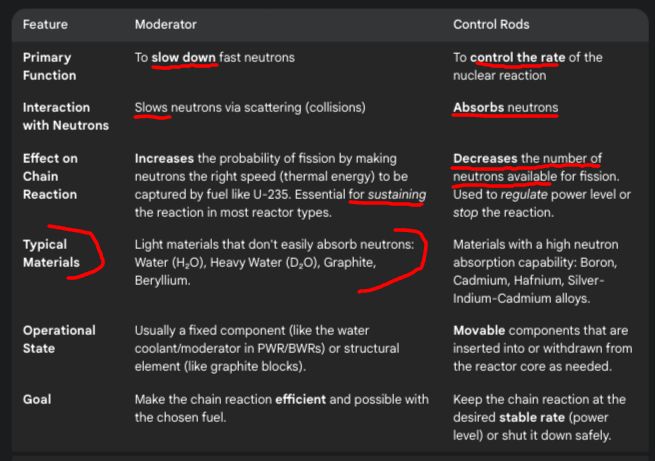 Feature Moderator Control Rods
Primary To slow down fast neutrons To control the rate of the
Function nuclear reaction
Interaction Slows neutrons via scattering (collisions) Absorbs neutrons
with Neutrons
Effect on Increases the probability of fission by making Decreases the number of
Chain neutrons the right speed (thermal energy) to be neutrons available for fission.
Reaction captured by fuel like U-235. Essential for sustaining Used to regulate power level or
the reaction in most reactor types. stop the reaction.
Typical Light materials that don't easily absorb neutrons: Materials with a high neutron
Materials Water (H₂O), Heavy Water (D₂O), Graphite, absorption capability: Boron,
Beryllium. Cadmium, Hafnium, Silver-
Indium-Cadmium alloys.
Operational Usually a fixed component (like the water Movable components that are
State coolant/moderator in PWR/BWRs) or structural inserted into or withdrawn from
element (like graphite blocks). the reactor core as needed.
Goal Make the chain reaction efficient and possible with Keep the chain reaction at the
the chosen fuel. desired stable rate (power
level) or shut it down safely.